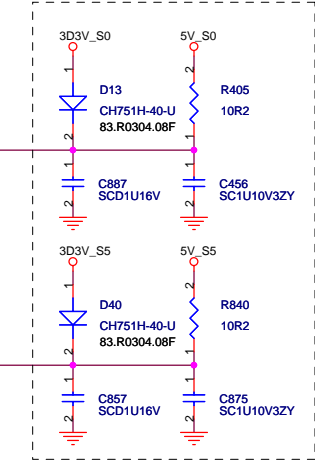 3D3V_S0 5V_S0
1 2
D13 R405
CH751H-40-U 10R2
83.R0304.08F
2 1
1 1
C887 C456
SCD1U16V SC1U10V3ZY
2 2
3D3V_S5 5V_S5
1 2
D40 R840
CH751H-40-U 10R2
83.R0304.08F
2 1
1 1
C857 C875
SCD1U16V SC1U10V3ZY
2 2